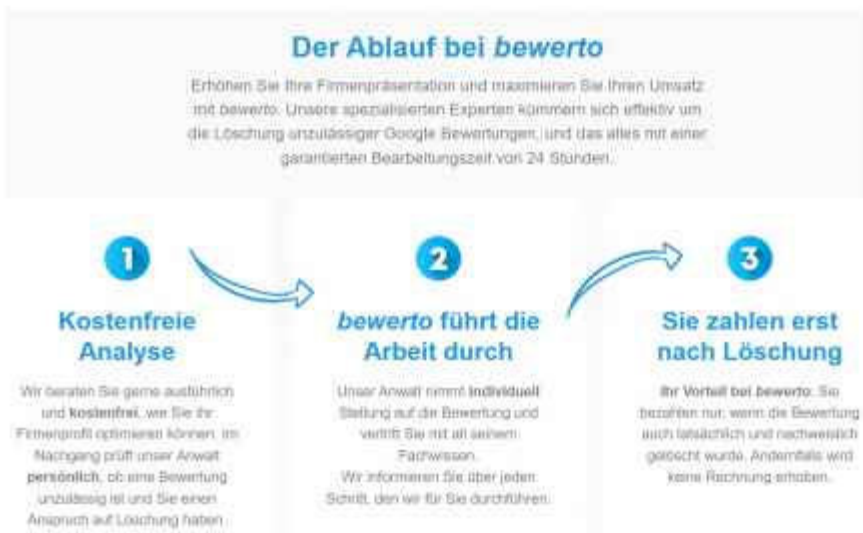 Der Ablauf bei bewerto
Erhöhen Sie Ihre Firmenpräsentation und maximieren Sie Ihren Umsatz
mit bewerto. Unsere spezialisierten Experten kümmern sich effektiv um
die Löschung unzulässiger Google Bewertungen, und das alles mit einer
garantierten Bearbeitungszeit von 24 Stunden.
1
Kostenfreie
Analyse
Wir beraten Sie gerne ausführlich
und kostenfrei, wie Sie Ihr
Firmenprofil optimieren können. Im
Nachgang prüft unser Anwalt
persönlich, ob eine Bewertung
unzulässig ist und Sie einen
Anspruch auf Löschung haben.
2
bewerto führt die
Arbeit durch
Unser Anwalt nimmt individuell
Stellung auf die Bewertung und
vertritt Sie mit all seinem
Fachwissen.
Wir informieren Sie über jeden
Schritt, den wir für Sie durchführen.
3
Sie zahlen erst
nach Löschung
Ihr Vorteil bei bewerto: Sie
bezahlen nur, wenn die Bewertung
auch tatsächlich und nachweislich
gelöscht wurde. Andernfalls wird
keine Rechnung erhoben.